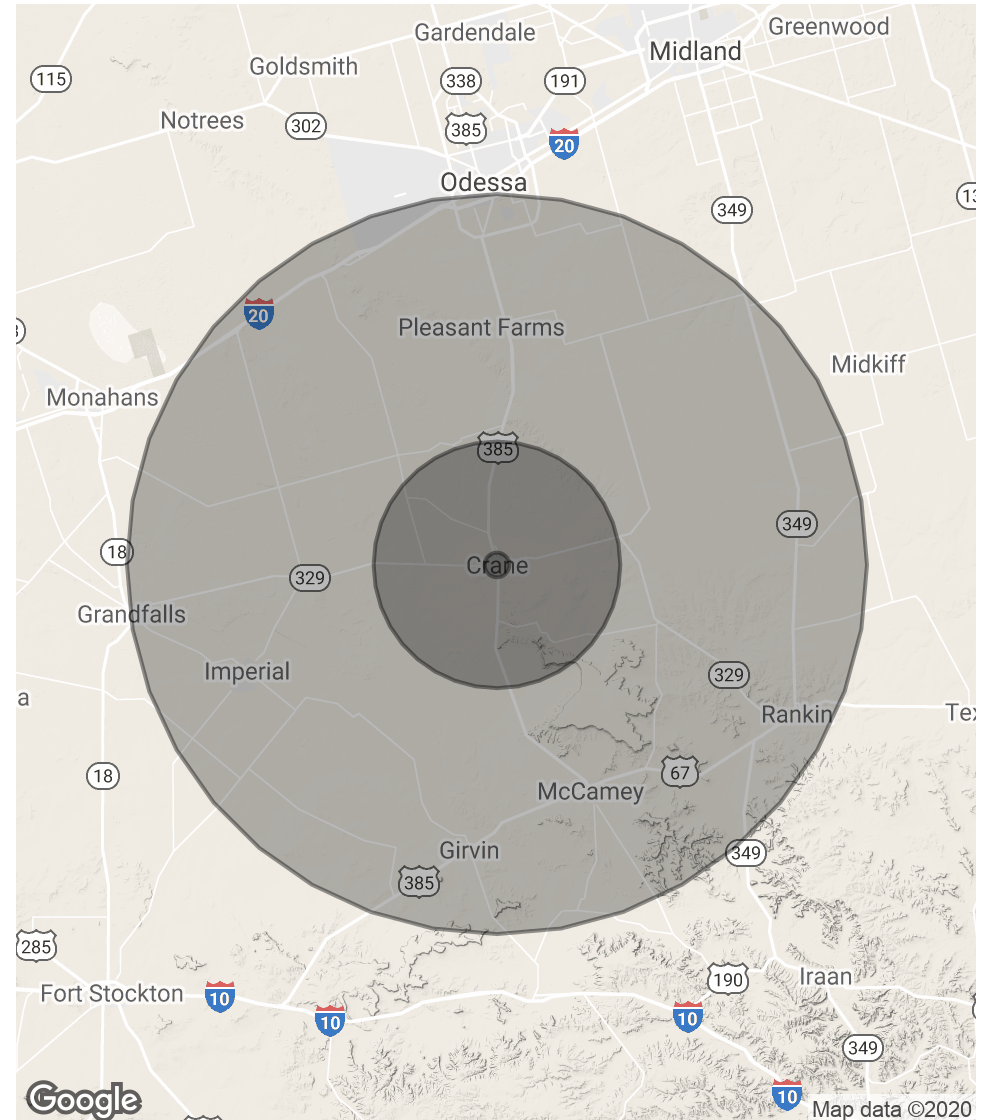 Gardendale
Greenwood
Midland
Goldsmith
115
338
191
Notrees
302
385
20
Odessa
349
20
Pleasant Farms
Midkiff
Monahans
385
349
18
Crane
329
Grandfalls
Imperial
329
a
Rankin
18
67
McCamey
Girvin
349
385
285
190
Iraan
Fort Stockton
10
10
10
349
10
Google
Map data ©2020